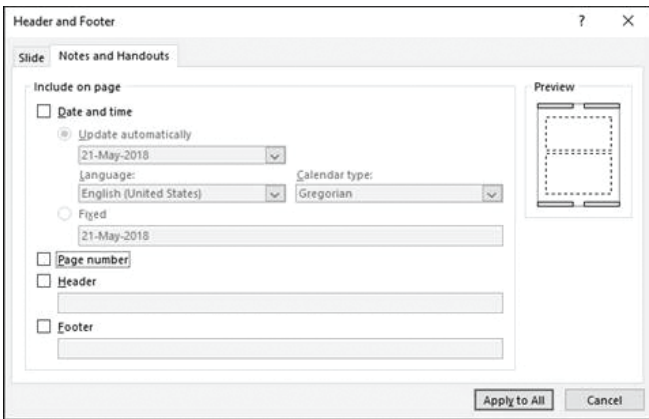 Header and Footer ? ×
Slide Notes and Handouts
Include on page Preview
Date and time
Update automatically
21-May-2018
Language: Calendar type:
English (United States) Gregorian
Fixed
21-May-2018
Page number
Header
Footer
Apply to All Cancel